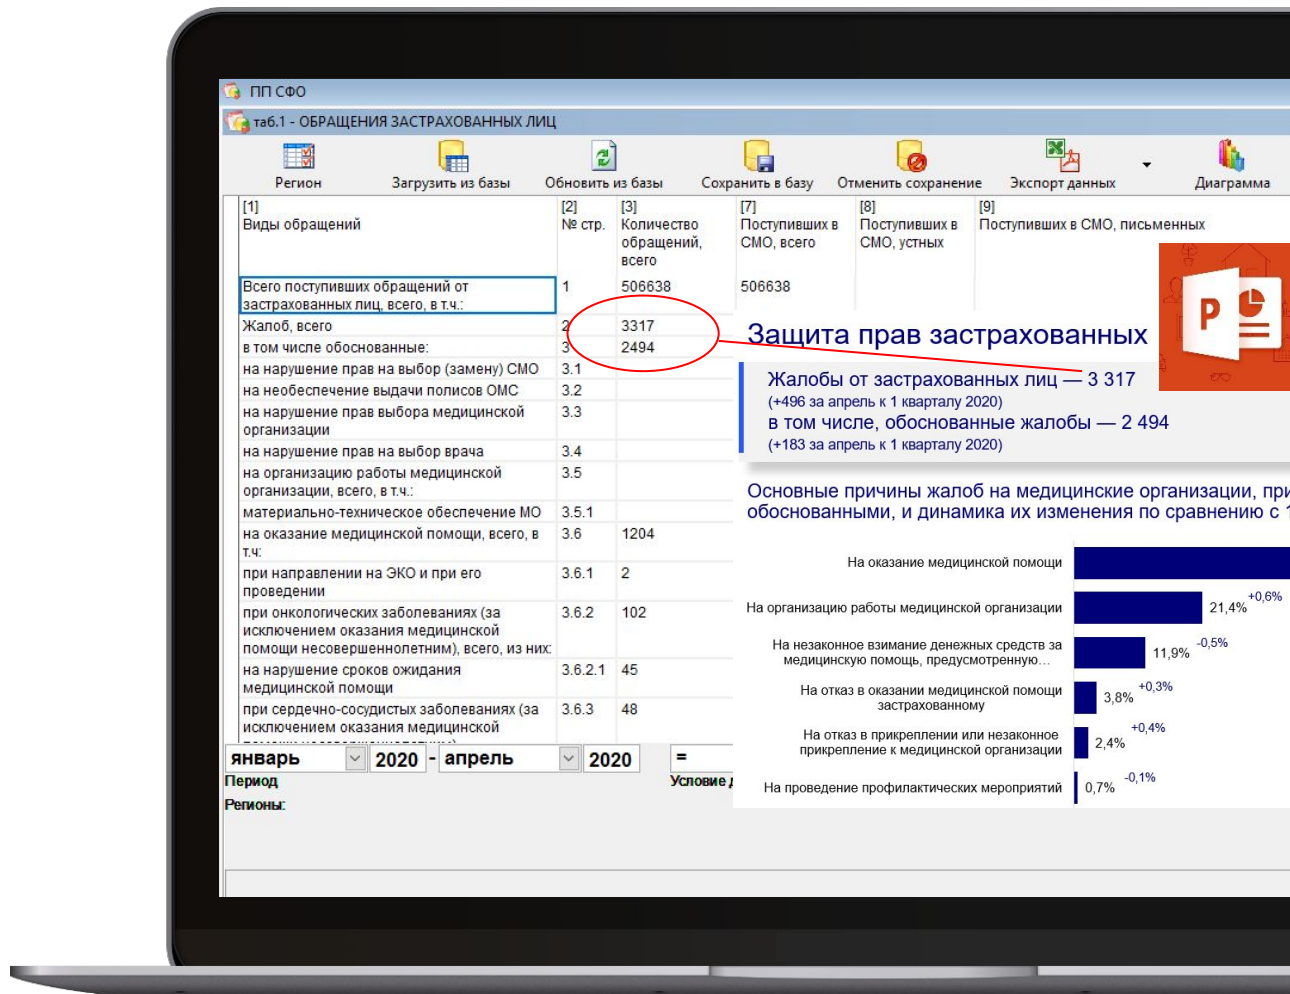 ПП СФО
таб.1 - ОБРАЩЕНИЯ ЗАСТРАХОВАННЫХ ЛИЦ
Регион
Загрузить из базы
Обновить из базы
Сохранить в базу
Отменить сохранение
Экспорт данных
Диаграмма
[1]
Виды обращений
[2]
№ стр.
[3]
Количество
обращений,
всего
[7]
Поступивших в
СМО, всего
[8]
Поступивших в
СМО, устных
[9]
Поступивших в СМО, письменных
Всего поступивших обращений от
застрахованных лиц, всего, в т.ч.:
1
506638
506638
Жалоб, всего
2
3317
в том числе обоснованные:
3
2494
на нарушение прав на выбор (замену) СМО
3.1
на необеспечение выдачи полисов ОМС
3.2
на нарушение прав выбора медицинской
организации
3.3
на нарушение прав на выбор врача
3.4
на организацию работы медицинской
организации, всего, в т.ч.:
3.5
материально-техническое обеспечение МО
3.5.1
на оказание медицинской помощи, всего, в
т.ч:
3.6
1204
при направлении на ЭКО и при его
проведении
3.6.1
2
при онкологических заболеваниях (за
исключением оказания медицинской
помощи несовершеннолетним), всего, из них:
3.6.2
102
на нарушение сроков ожидания
медицинской помощи
3.6.2.1
45
при сердечно-сосудистых заболеваниях (за
исключением оказания медицинской
3.6.3
48
январь
2020
-
апрель
2020
=
Период
Условие д
Регионы:
P
Защита прав застрахованных
Жалобы от застрахованных лиц — 3 317
(+496 за апрель к 1 кварталу 2020)
в том числе, обоснованные жалобы — 2 494
(+183 за апрель к 1 кварталу 2020)
Основные причины жалоб на медицинские организации, при
обоснованными, и динамика их изменения по сравнению с 1
На оказание медицинской помощи
На организацию работы медицинской организации
21,4%
+0,6%
На незаконное взимание денежных средств за
медицинскую помощь, предусмотренную...
11,9%
-0,5%
На отказ в оказании медицинской помощи
застрахованному
3,8%
+0,3%
На отказ в прикреплении или незаконное
прикрепление к медицинской организации
2,4%
+0,4%
На проведение профилактических мероприятий
0,7%
-0,1%